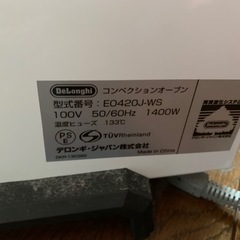 DeLonghi コンベクションオーブン
型式番号：EO420J-WS
100V 50/60Hz 1400W
温度ヒューズ 133℃
PS
E
TÜVRheinland
デロンギ・ジャパン株式会社
Made in China